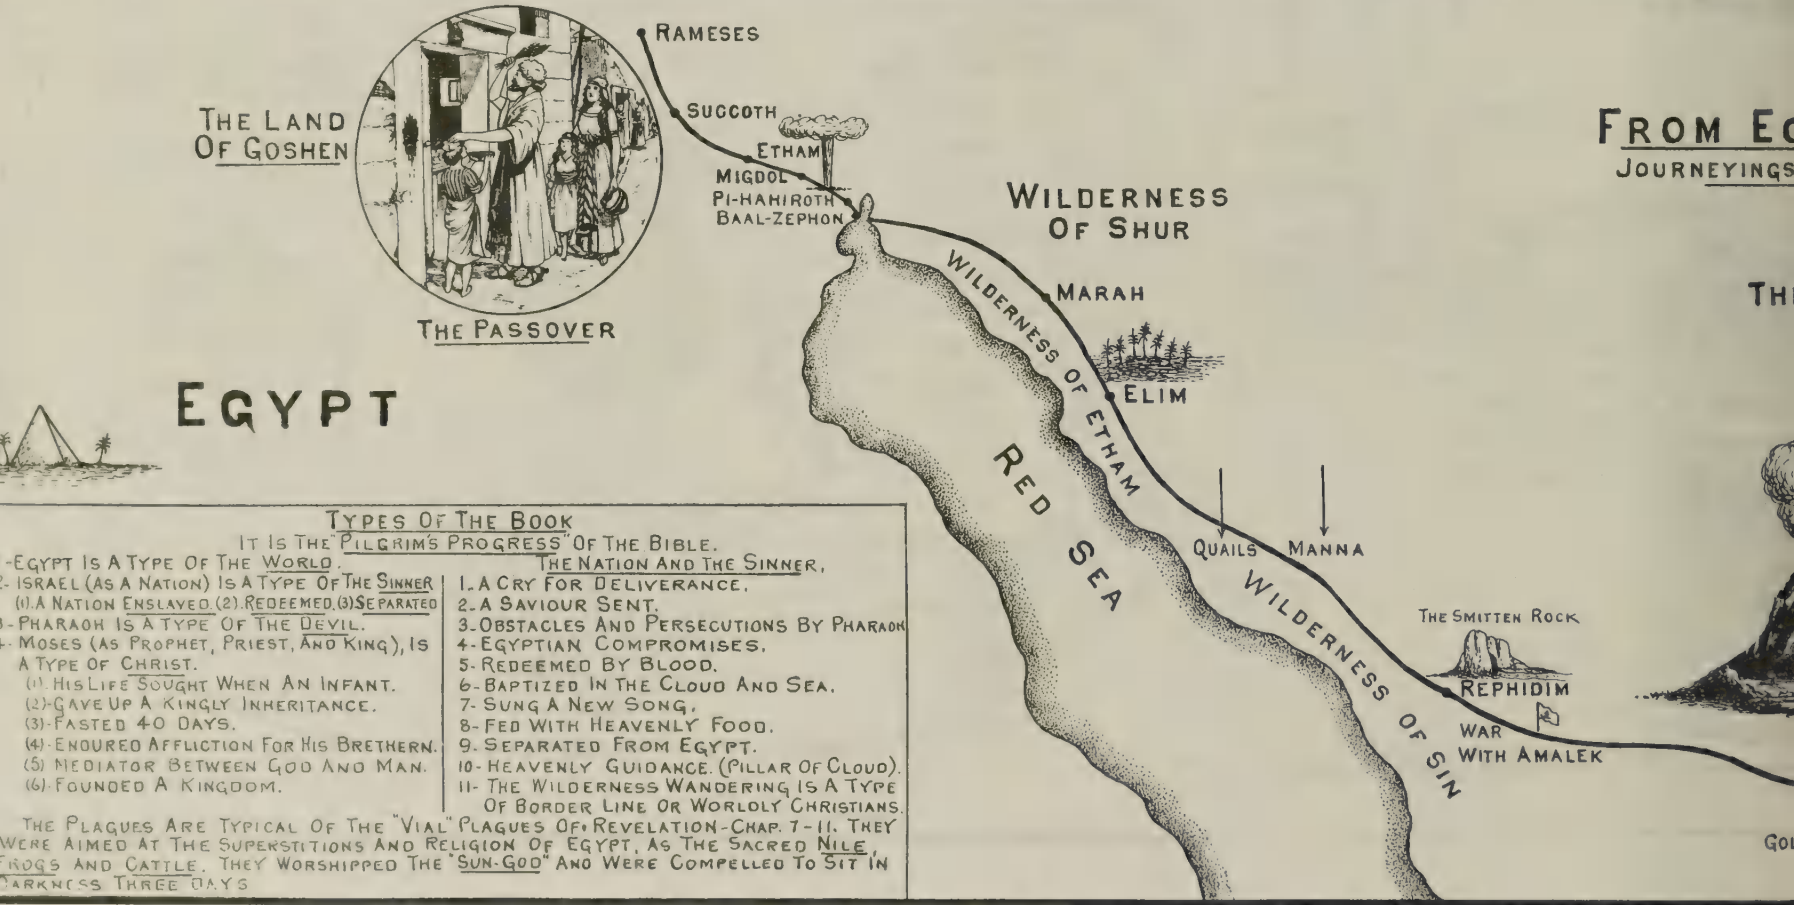 RAMESES
SUCCOTH
ETHAM
MIGDOL
PI-HAHIROTH
BAAL-ZEPHON
THE LAND
OF GOSHEN
THE PASSOVER
EGYPT
WILDERNESS
OF SHUR
FROM
JOURNEYINGS
MARAH
WILDERNESS OF ETHAM
ELIM
RED SEA
QUAILS
MANNA
WILDERNESS OF SIN
THE SMITTEN ROCK
REPHIDIM
WAR
WITH AMALEK
TYPES OF THE BOOK
IT IS THE "PILGRIM'S PROGRESS" OF THE BIBLE.
-EGYPT IS A TYPE OF THE WORLD.
2- ISRAEL (AS A NATION) IS A TYPE OF THE SINNER
(1).A NATION ENSLAVED.(2).REDEEMED.(3)SEPARATED
3-PHARAOH IS A TYPE OF THE DEVIL.
4- MOSES (AS PROPHET, PRIEST, AND KING), IS
A TYPE OF CHRIST.
(1).HIS LIFE SOUGHT WHEN AN INFANT.
(2)-GAVE UP A KINGLY INHERITANCE.
(3)-FASTED 40 DAYS.
(4)-ENDURED AFFLICTION FOR HIS BRETHERN.
(5) MEDIATOR BETWEEN GOD AND MAN.
(6)-FOUNDED A KINGDOM.
THE NATION AND THE SINNER,
1.-A CRY FOR DELIVERANCE.
2-A SAVIOUR SENT.
3-OBSTACLES AND PERSECUTIONS BY PHARAOH
4-EGYPTIAN COMPROMISES.
5-REDEEMED BY BLOOD.
6-BAPTIZED IN THE CLOUD AND SEA.
7- SUNG A NEW SONG.
8- FED WITH HEAVENLY FOOD.
9- SEPARATED FROM EGYPT.
10-HEAVENLY GUIDANCE. (PILLAR OF CLOUD).
11- THE WILDERNESS WANDERING IS A TYPE
OF BORDER LINE OR WORLDLY CHRISTIANS.
THE PLAGUES ARE TYPICAL OF THE "VIAL" PLAGUES OF REVELATION-CHAP. 7-11. THEY
WERE AIMED AT THE SUPERSTITIONS AND RELIGION OF EGYPT, AS THE SACRED NILE,
FROGS AND CATTLE. THEY WORSHIPPED THE "SUN-GOD" AND WERE COMPELLED TO SIT IN
DARKNESS THREE DAYS